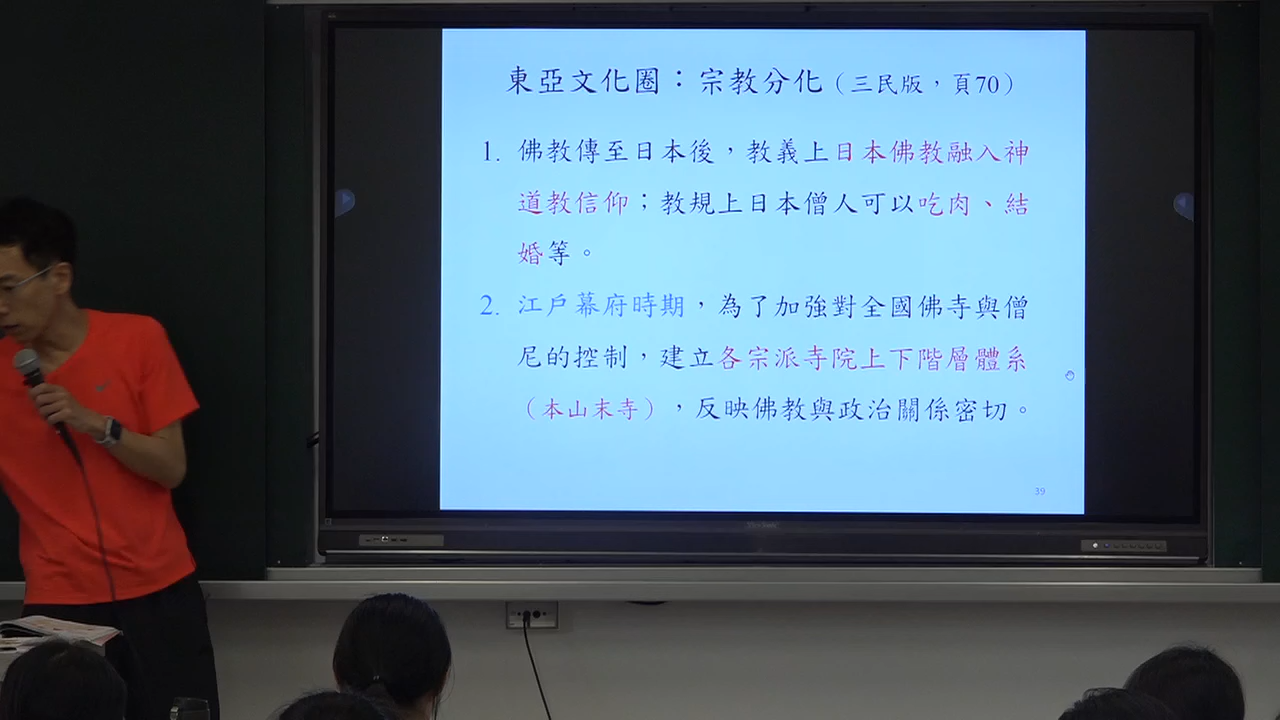 東亞文化圈：宗教分化（三民版，頁70）
1. 佛教傳至日本後，教義上日本佛教融入神
道教信仰；教規上日本僧人可以吃肉、結
婚等。
2. 江戶幕府時期，為了加強對全國佛寺與僧
尼的控制，建立各宗派寺院上下階層體系
（本山末寺），反映佛教與政治關係密切。
39
ViewSonic